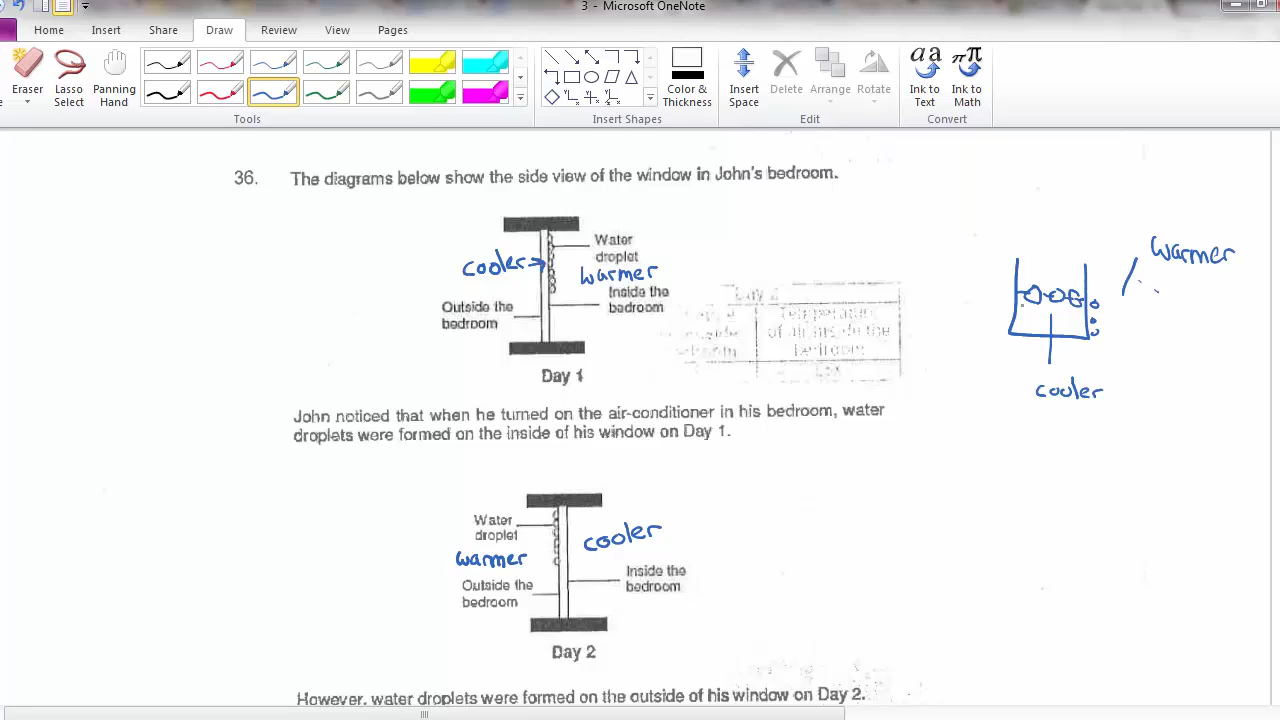 3 - Microsoft OneNote
Home Insert Share Draw Review View Pages
Eraser Lasso Select Panning Hand Color & Thickness Insert Space Delete Arrange Rotate Ink to Text Ink to Math
Tools Insert Shapes Edit Convert
36. The diagrams below show the side view of the window in John's bedroom.
Water droplet
cooler
warmer
Inside the bedroom
Outside the bedroom
Day 1
warmer
cooler
John noticed that when he turned on the air-conditioner in his bedroom, water
droplets were formed on the inside of his window on Day 1.
Water droplet
cooler
warmer
Inside the bedroom
Outside the bedroom
Day 2
However, water droplets were formed on the outside of his window on Day 2.